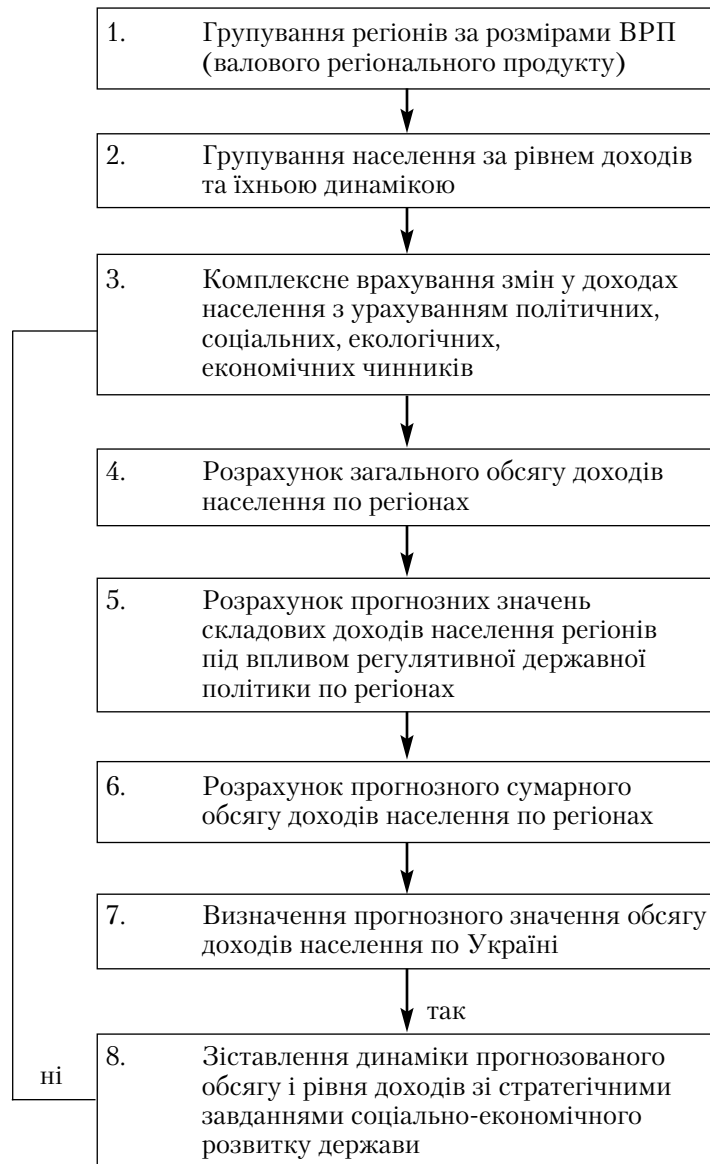 1. Групування регіонів за розмірами ВРП
(валового регіонального продукту)
2. Групування населення за рівнем доходів
та їхньою динамікою
3. Комплексне врахування змін у доходах
населення з урахуванням політичних,
соціальних, екологічних,
економічних чинників
4. Розрахунок загального обсягу доходів
населення по регіонах
5. Розрахунок прогнозних значень
складових доходів населення регіонів
під впливом регулятивної державної
політики по регіонах
6. Розрахунок прогнозного сумарного
обсягу доходів населення по регіонах
7. Визначення прогнозного значення обсягу
доходів населення по Україні
так
ні
8. Зіставлення динаміки прогнозованого
обсягу і рівня доходів зі стратегічними
завданнями соціально-економічного
розвитку держави